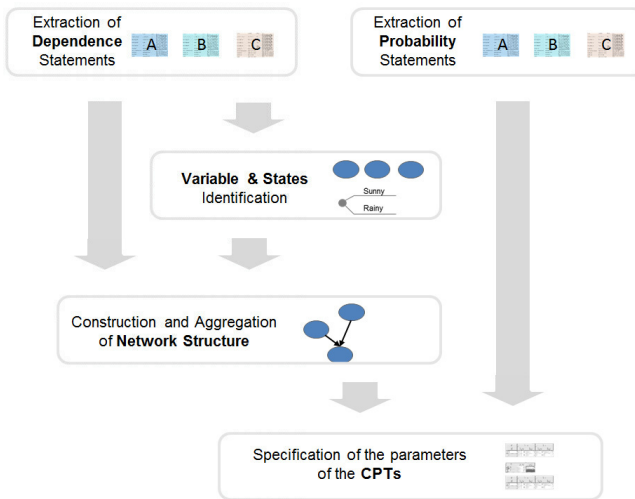 Extraction of
Dependence
Statements
A B C
Extraction of
Probability
Statements
A B C
Variable & States
Identification
Sunny
Rainy
Construction and Aggregation
of Network Structure
Specification of the parameters
of the CPTs